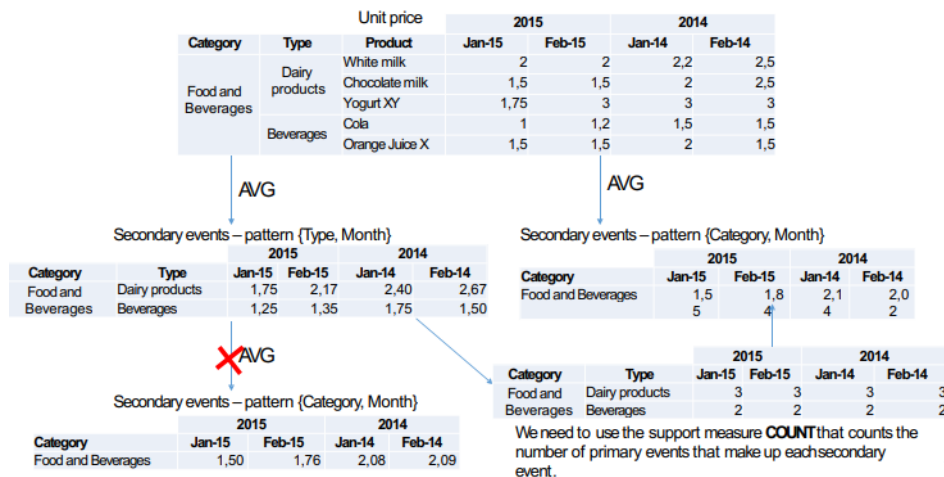 Unit price
2015 2014
Category Type Product Jan-15 Feb-15 Jan-14 Feb-14
Food and Beverages Dairy products White milk 2 2 2,2 2,5
Chocolate milk 1,5 1,5 2 2,5
Yogurt XY 1,75 3 3 3
Beverages Cola 1 1,2 1,5 1,5
Orange Juice X 1,5 1,5 2 1,5
AVG
AVG
Secondary events – pattern {Type, Month}
2015 2014
Category Type Jan-15 Feb-15 Jan-14 Feb-14
Food and Beverages Dairy products 1,75 2,17 2,40 2,67
Beverages 1,25 1,35 1,75 1,50
Secondary events – pattern {Category, Month}
2015 2014
Category Jan-15 Feb-15 Jan-14 Feb-14
Food and Beverages 1,5 1,8 2,1 2,0
5 4 4 2
AVG
Secondary events – pattern {Category, Month}
2015 2014
Category Jan-15 Feb-15 Jan-14 Feb-14
Food and Beverages 1,50 1,76 2,08 2,09
2015 2014
Category Type Jan-15 Feb-15 Jan-14 Feb-14
Food and Beverages Dairy products 3 3 3 3
Beverages 2 2 2 2
We need to use the support measure COUNT that counts the
number of primary events that make up each secondary
event.